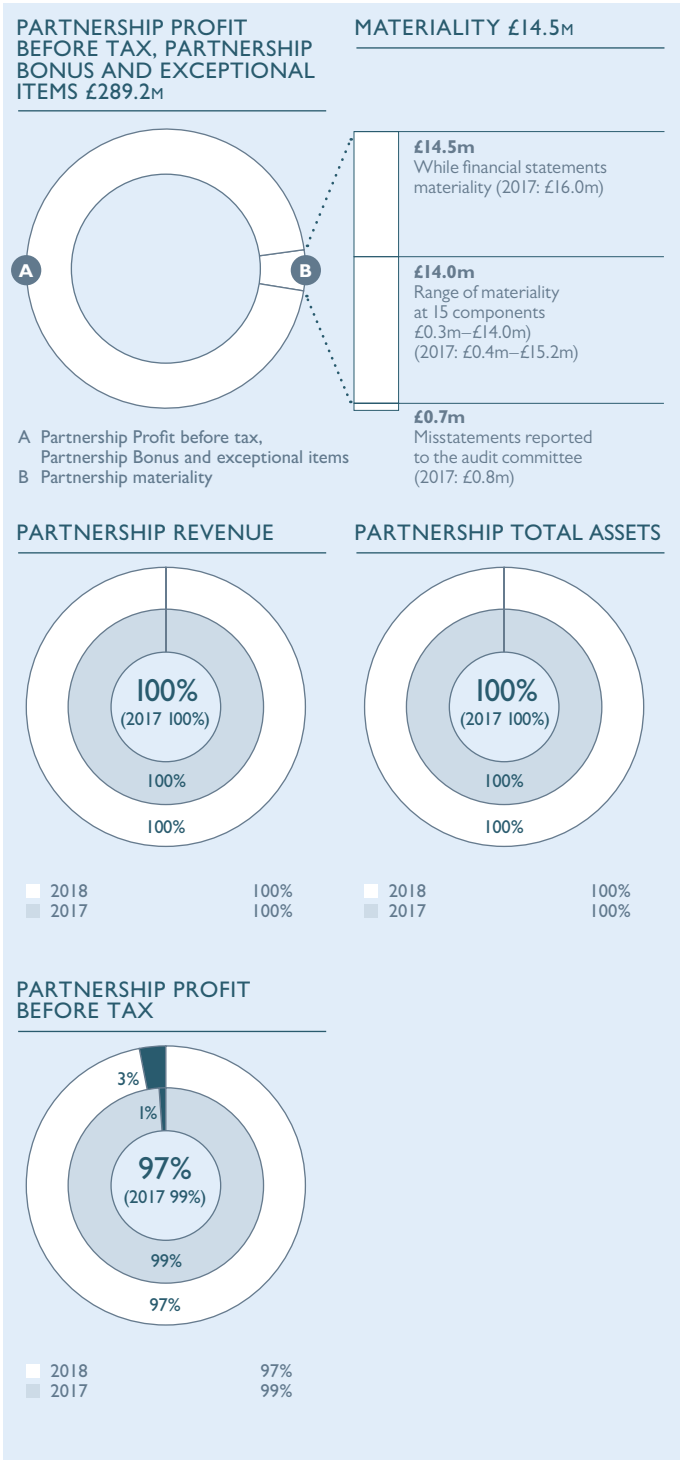 PARTNERSHIP PROFIT
BEFORE TAX, PARTNERSHIP
BONUS AND EXCEPTIONAL
ITEMS £289.2M
MATERIALITY £14.5M
A
B
£14.5m
While financial statements
materiality (2017: £16.0m)
£14.0m
Range of materiality
at 15 components
£0.3m–£14.0m)
(2017: £0.4m–£15.2m)
£0.7m
Misstatements reported
to the audit committee
(2017: £0.8m)
A Partnership Profit before tax,
Partnership Bonus and exceptional items
B Partnership materiality
PARTNERSHIP REVENUE
100%
(2017 100%)
100%
100%
2018 100%
2017 100%
PARTNERSHIP TOTAL ASSETS
100%
(2017 100%)
100%
100%
2018 100%
2017 100%
PARTNERSHIP PROFIT
BEFORE TAX
3%
1%
97%
(2017 99%)
99%
97%
2018 97%
2017 99%